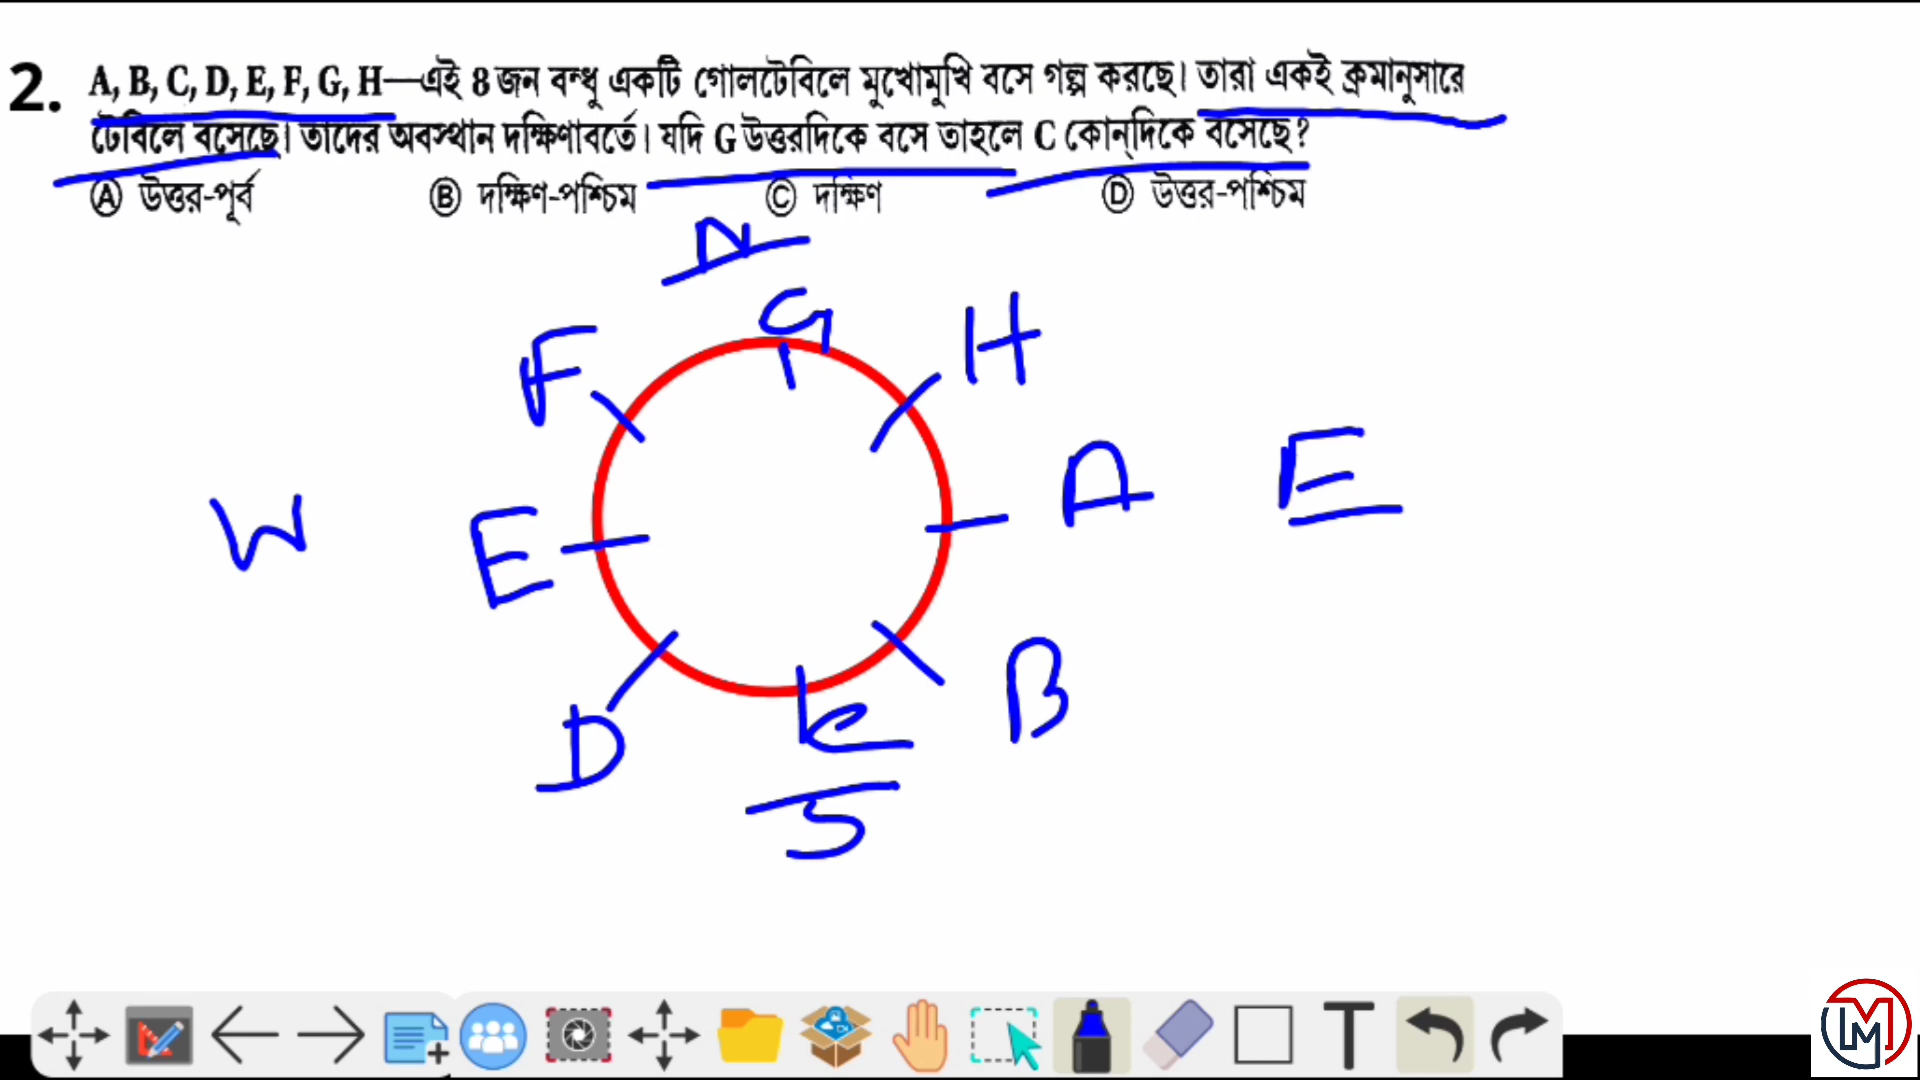 2. A, B, C, D, E, F, G, H—এই 8 জন বন্ধু একটি গোলটেবিলে মুখোমুখি বসে গল্প করছে। তারা একই ক্রমানুসারে
টেবিলে বসেছে। তাদের অবস্থান দক্ষিণাবর্তে। যদি G উত্তরদিকে বসে তাহলে C কোন্‌দিকে বসেছে?
Ⓐ উত্তর-পূর্ব Ⓑ দক্ষিণ-পশ্চিম Ⓒ দক্ষিণ Ⓓ উত্তর-পশ্চিম
N
G
F H
W E A E
D C B
S
T
M